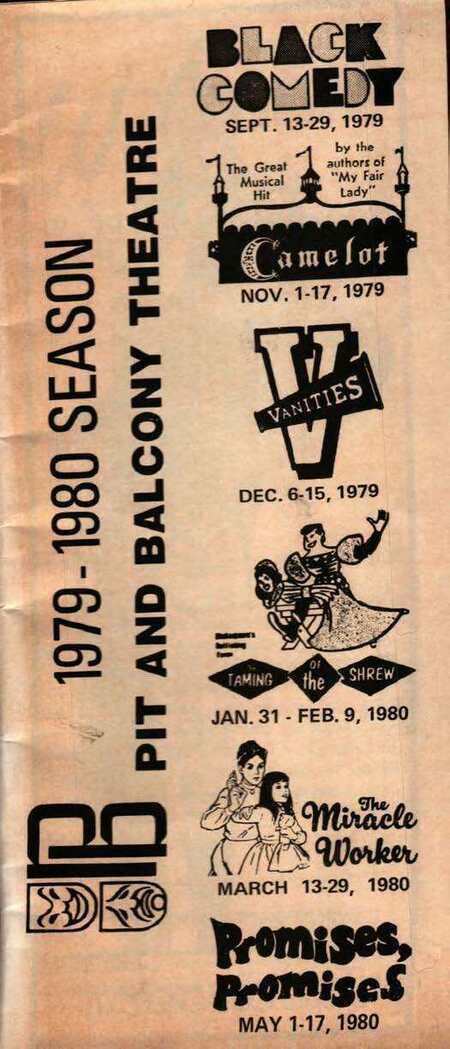 1979-1980 SEASON
PIT AND BALCONY THEATRE
BLACK
COMEDY
SEPT. 13-29, 1979
The Great
Musical
Hit
by the
authors of
"My Fair
Lady"
Camelot
NOV. 1-17, 1979
V
VANITIES
DEC. 6-15, 1979
Shakespeare's
TAMING
OF
the
SHREW
JAN. 31 - FEB. 9, 1980
The
Miracle
Worker
MARCH 13-29, 1980
Promises,
Promises
MAY 1-17, 1980